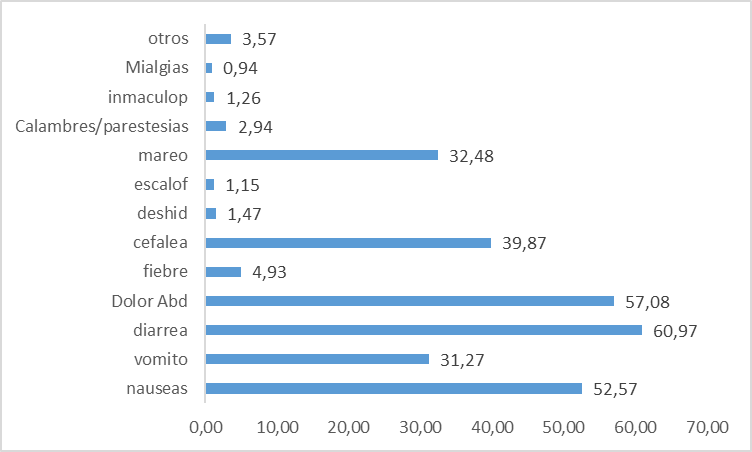 otros 3,57
Mialgias 0,94
inmaculop 1,26
Calambres/parestesias 2,94
mareo 32,48
escalof 1,15
deshid 1,47
cefalea 39,87
fiebre 4,93
Dolor Abd 57,08
diarrea 60,97
vomito 31,27
nauseas 52,57
0,00 10,00 20,00 30,00 40,00 50,00 60,00 70,00